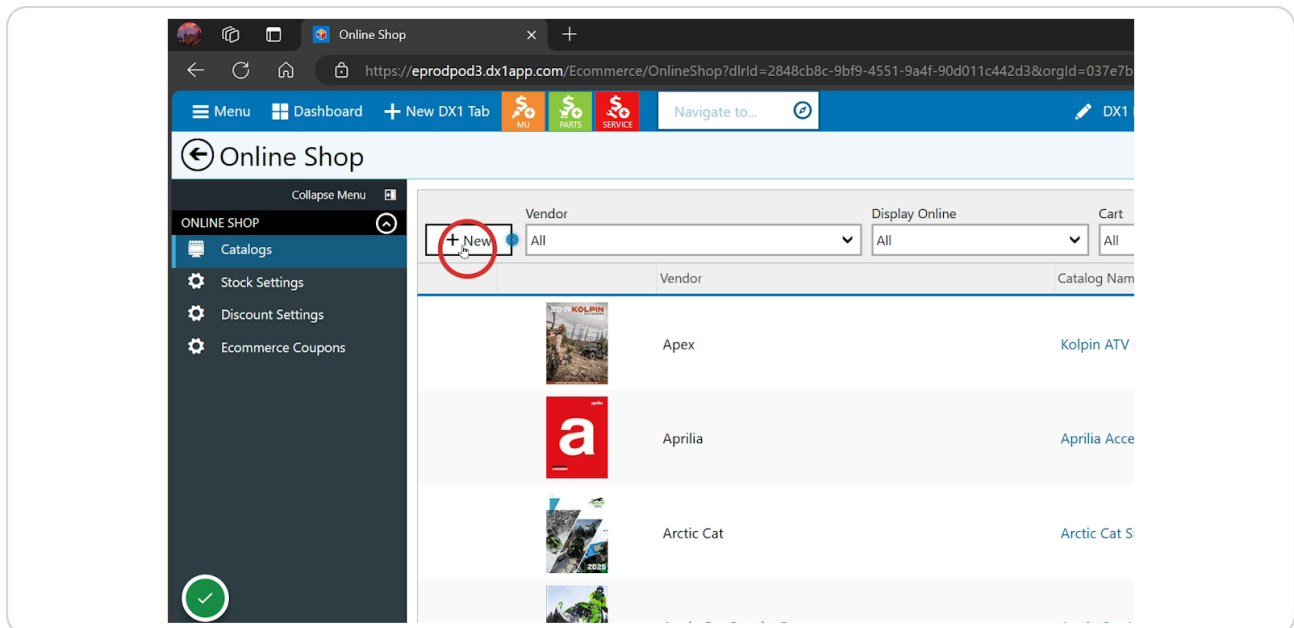 Online Shop
https://eprodpod3.dx1app.com/Ecommerce/OnlineShop?dlrId=2848cb8c-9bf9-4551-9a4f-90d011c442d3&orgId=037e7b
Menu Dashboard New DX1 Tab MU PARTS SERVICE Navigate to... DX1
Online Shop
Collapse Menu
ONLINE SHOP
Catalogs
Stock Settings
Discount Settings
Ecommerce Coupons
Vendor Display Online Cart
+ New All All All
Vendor Catalog Nam
KOLPIN
Apex Kolpin ATV
aprilia
a
Aprilia Aprilia Acce
Arctic Cat Arctic Cat S
2025